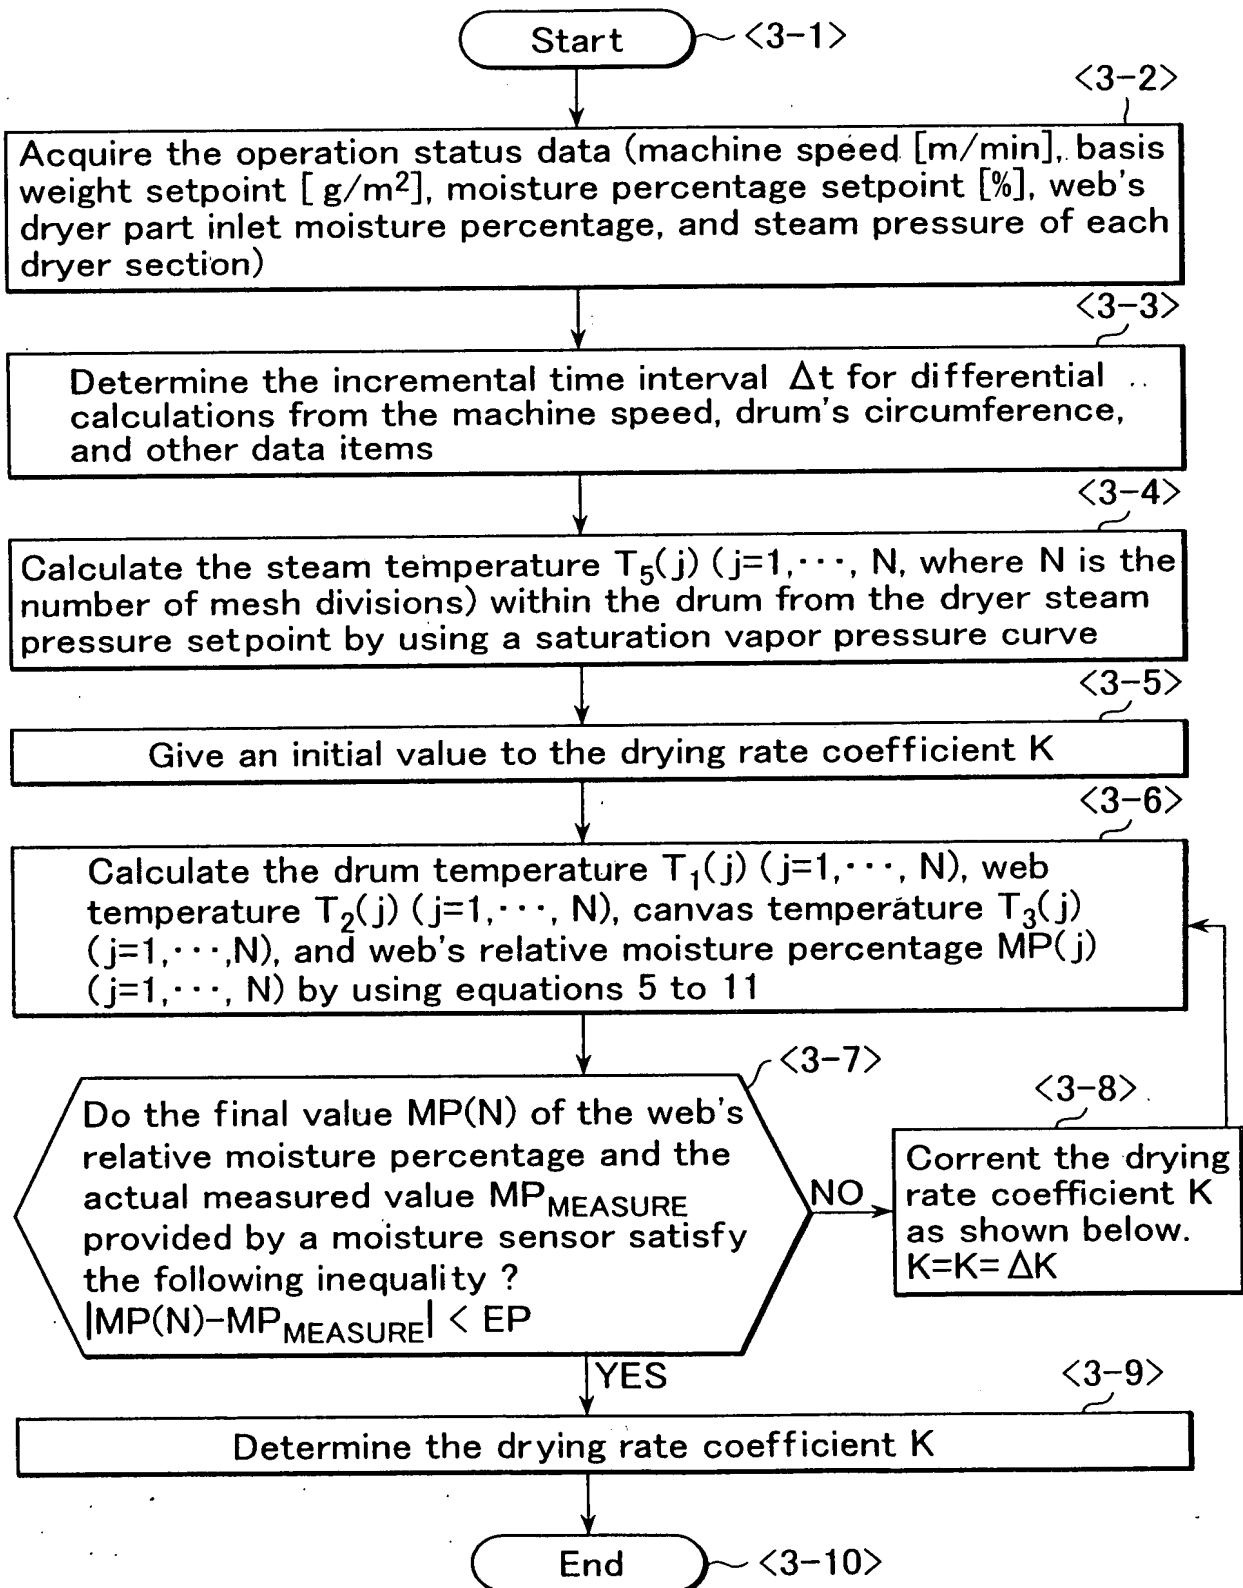 Start
<3-1>
<3-2>
Acquire the operation status data (machine speed [m/min], basis
weight setpoint [g/m²], moisture percentage setpoint [%], web's
dryer part inlet moisture percentage, and steam pressure of each
dryer section)
<3-3>
Determine the incremental time interval Δt for differential
calculations from the machine speed, drum's circumference,
and other data items
<3-4>
Calculate the steam temperature T₅(j) (j=1,···, N, where N is the
number of mesh divisions) within the drum from the dryer steam
pressure setpoint by using a saturation vapor pressure curve
<3-5>
Give an initial value to the drying rate coefficient K
<3-6>
Calculate the drum temperature T₁(j) (j=1,···, N), web
temperature T₂(j) (j=1,···, N), canvas temperature T₃(j)
(j=1,···,N), and web's relative moisture percentage MP(j)
(j=1,···, N) by using equations 5 to 11
<3-7>
Do the final value MP(N) of the web's
relative moisture percentage and the
actual measured value MP_MEASURE
provided by a moisture sensor satisfy
the following inequality ?
|MP(N)-MP_MEASURE| < EP
NO
<3-8>
Corrent the drying
rate coefficient K
as shown below.
K=K=ΔK
YES
<3-9>
Determine the drying rate coefficient K
End
<3-10>